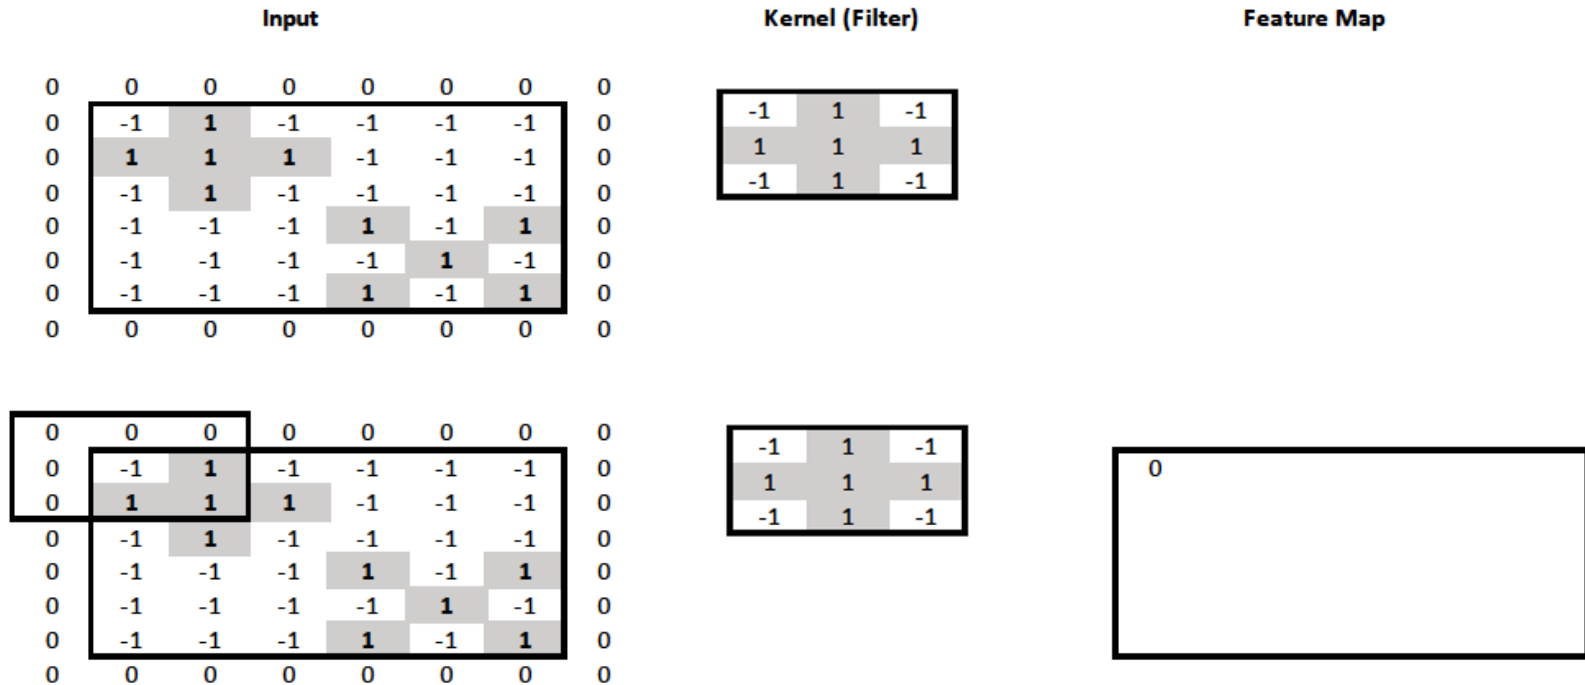 Input Kernel (Filter) Feature Map
0 0 0 0 0 0 0 0
0 -1 1 -1 -1 -1 -1 0 -1 1 -1
0 1 1 1 -1 -1 -1 0 1 1 1
0 -1 1 -1 -1 -1 -1 0 -1 1 -1
0 -1 -1 -1 1 -1 1 0
0 -1 -1 -1 -1 1 -1 0
0 -1 -1 -1 1 -1 1 0
0 0 0 0 0 0 0 0
0 0 0 0 0 0 0 0 -1 1 -1
0 -1 1 -1 -1 -1 -1 0 1 1 1 0
0 1 1 1 -1 -1 -1 0 -1 1 -1
0 -1 1 -1 -1 -1 -1 0
0 -1 -1 -1 1 -1 1 0
0 -1 -1 -1 -1 1 -1 0
0 -1 -1 -1 1 -1 1 0
0 0 0 0 0 0 0 0